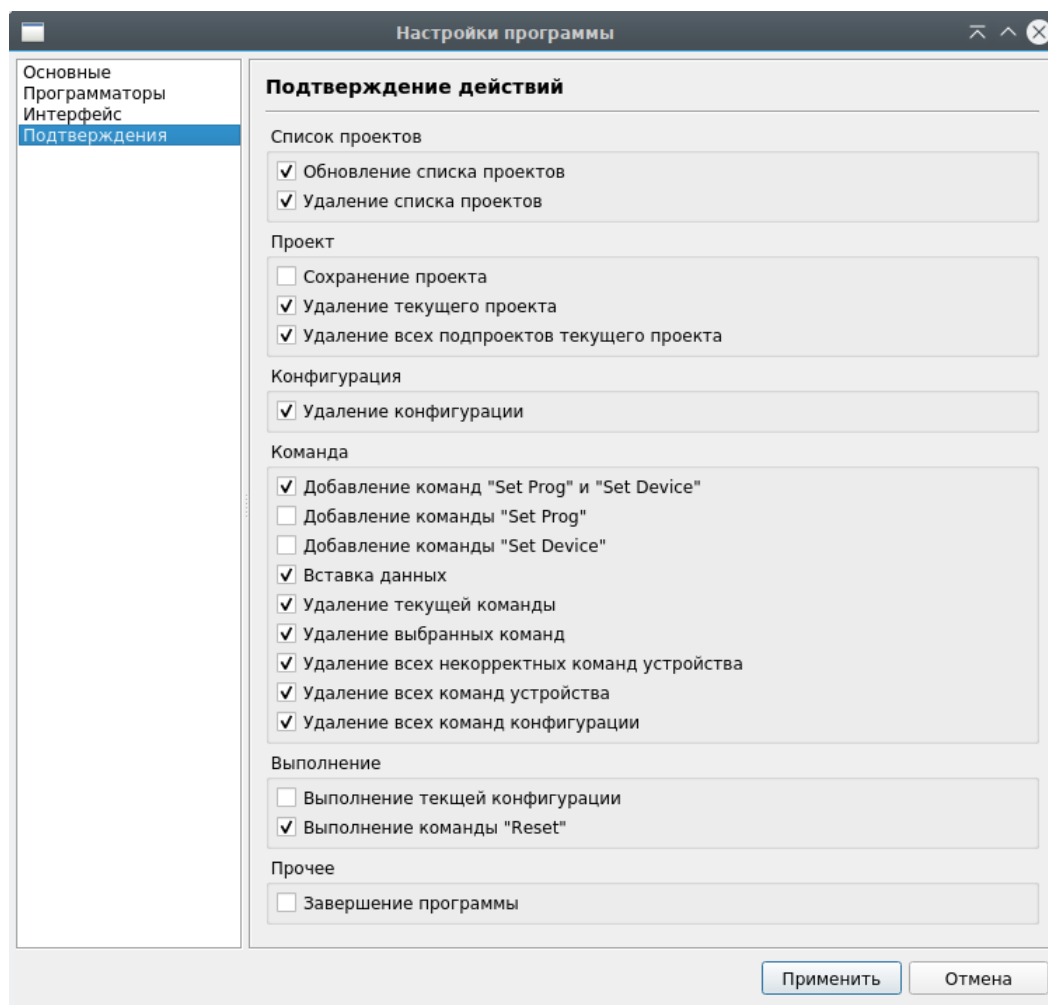 Настройки программы
Основные
Программаторы
Интерфейс
Подтверждения
Подтверждение действий
Список проектов
Обновление списка проектов
Удаление списка проектов
Проект
Сохранение проекта
Удаление текущего проекта
Удаление всех подпроектов текущего проекта
Конфигурация
Удаление конфигурации
Команда
Добавление команд "Set Prog" и "Set Device"
Добавление команды "Set Prog"
Добавление команды "Set Device"
Вставка данных
Удаление текущей команды
Удаление выбранных команд
Удаление всех некорректных команд устройства
Удаление всех команд устройства
Удаление всех команд конфигурации
Выполнение
Выполнение текщей конфигурации
Выполнение команды "Reset"
Прочее
Завершение программы
Применить
Отмена